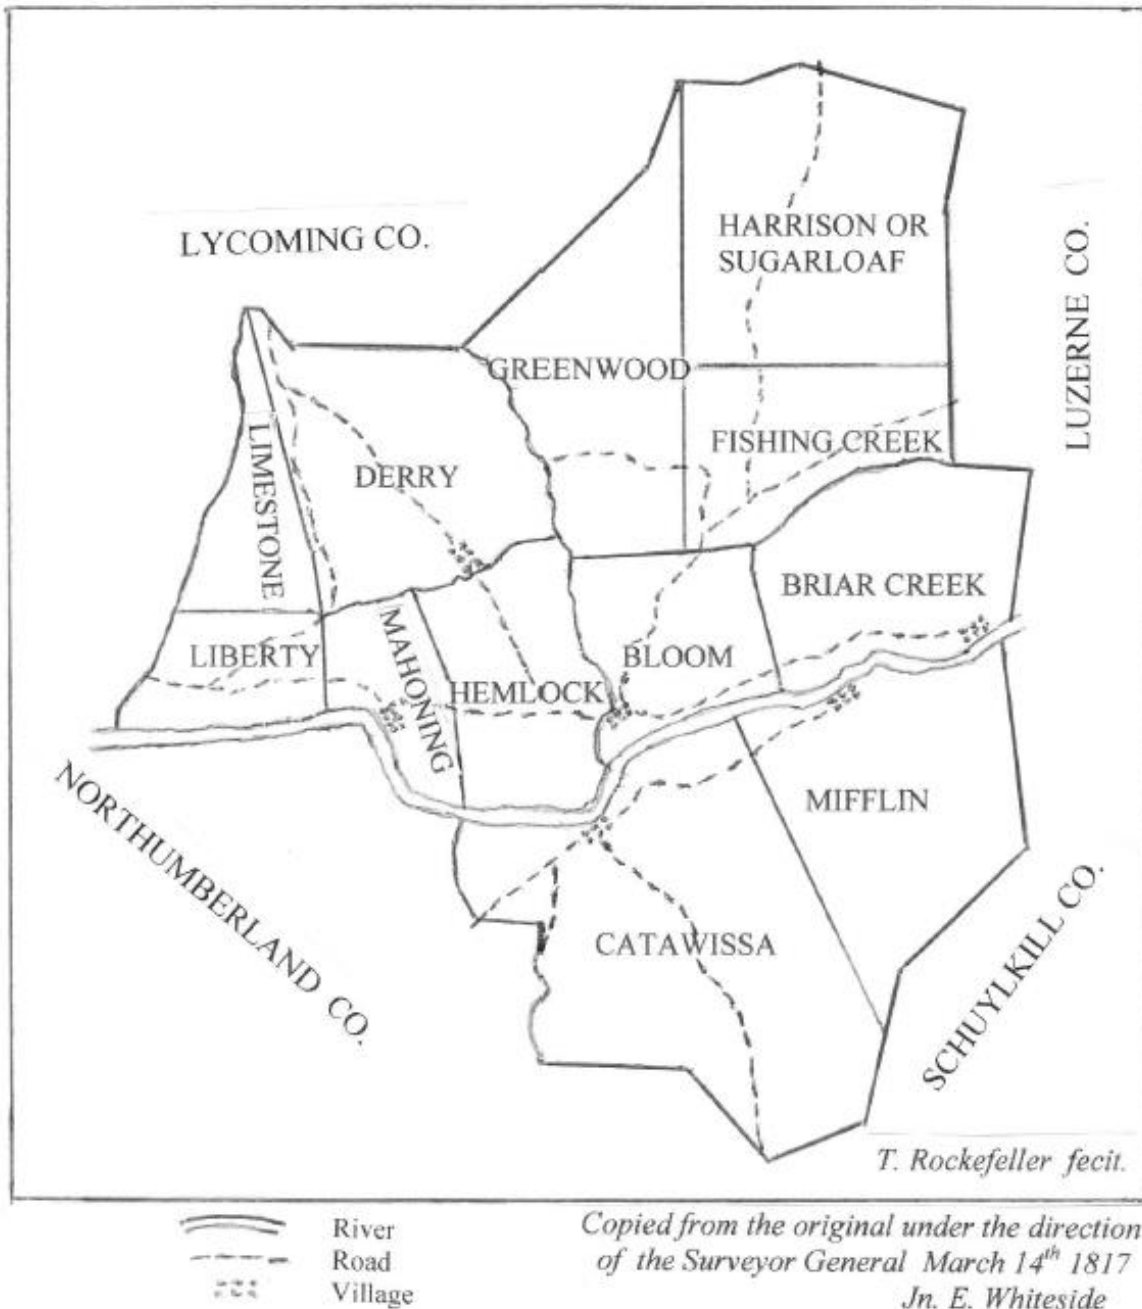 HARRISON OR
SUGARLOAF
LYCOMING CO.
LUZERNE CO.
GREENWOOD
FISHING CREEK
LIMESTONE
DERRY
BRIAR CREEK
MAHONING
LIBERTY
BLOOM
HEMLOCK
MIFFLIN
NORTHUMBERLAND CO.
CATAWISSA
SCHUYLKILL CO.
T. Rockefeller fecit.
River
Road
Village
Copied from the original under the direction
of the Surveyor General March 14th 1817
Jn. E. Whiteside